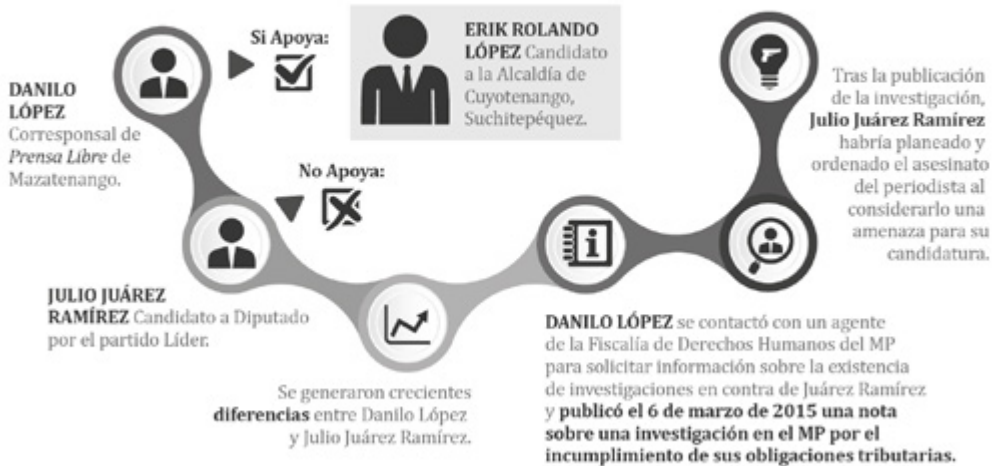 DANILO
LÓPEZ
Corresponsal de
Prensa Libre de
Mazatenango.
Si Apoya:
ERIK ROLANDO
LÓPEZ Candidato
a la Alcaldía de
Cuyotenango,
Suchitepéquez.
No Apoya:
JULIO JUÁREZ
RAMÍREZ Candidato a Diputado
por el partido Líder.
Se generaron crecientes
diferencias entre Danilo López
y Julio Juárez Ramírez.
i
DANILO LÓPEZ se contactó con un agente
de la Fiscalía de Derechos Humanos del MP
para solicitar información sobre la existencia
de investigaciones en contra de Juárez Ramírez
y publicó el 6 de marzo de 2015 una nota
sobre una investigación en el MP por el
incumplimiento de sus obligaciones tributarias.
Tras la publicación
de la investigación,
Julio Juárez Ramírez
habría planeado y
ordenado el asesinato
del periodista al
considerarlo una
amenaza para su
candidatura.